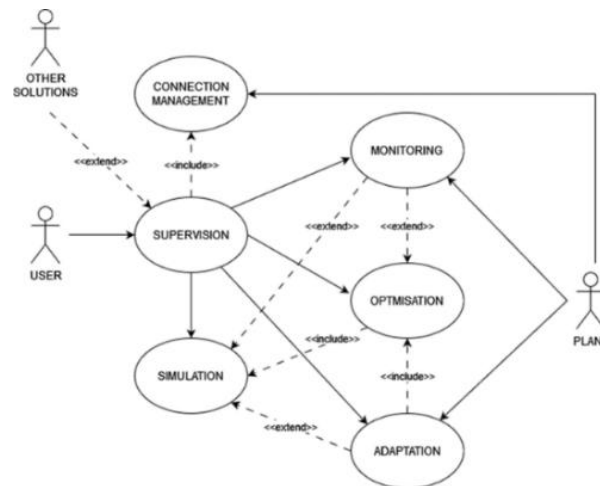 OTHER
SOLUTIONS
CONNECTION
MANAGEMENT
<<extend>>
<<include>>
MONITORING
<<extend>>
<<extend>>
USER
SUPERVISION
OPTMISATION
PLAN
<<include>>
SIMULATION
<<include>>
<<extend>>
ADAPTATION